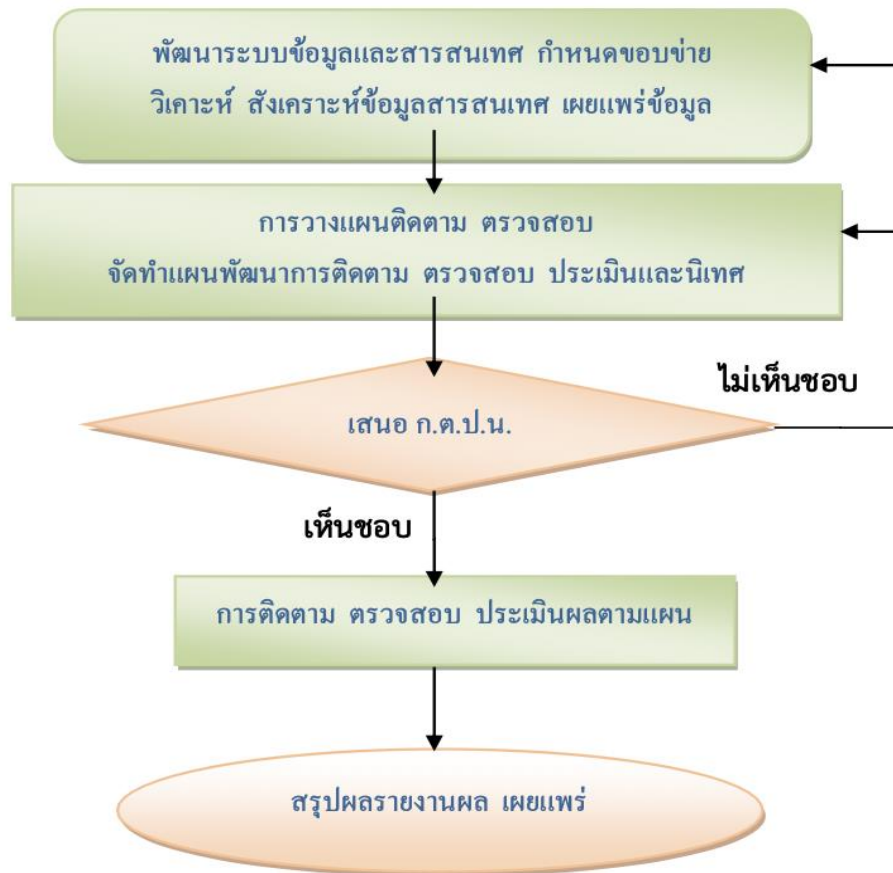 พัฒนาระบบข้อมูลและสารสนเทศ กำหนดขอบข่าย
วิเคาะห์ สังเคราะห์ข้อมูลสารสนเทศ เผยแพร่ข้อมูล
การวางแผนติดตาม ตรวจสอบ
จัดทำแผนพัฒนาการติดตาม ตรวจสอบ ประเมินและนิเทศ
ไม่เห็นชอบ
เสนอ ก.ต.ป.น.
เห็นชอบ
การติดตาม ตรวจสอบ ประเมินผลตามแผน
สรุปผลรายงานผล เผยแพร่